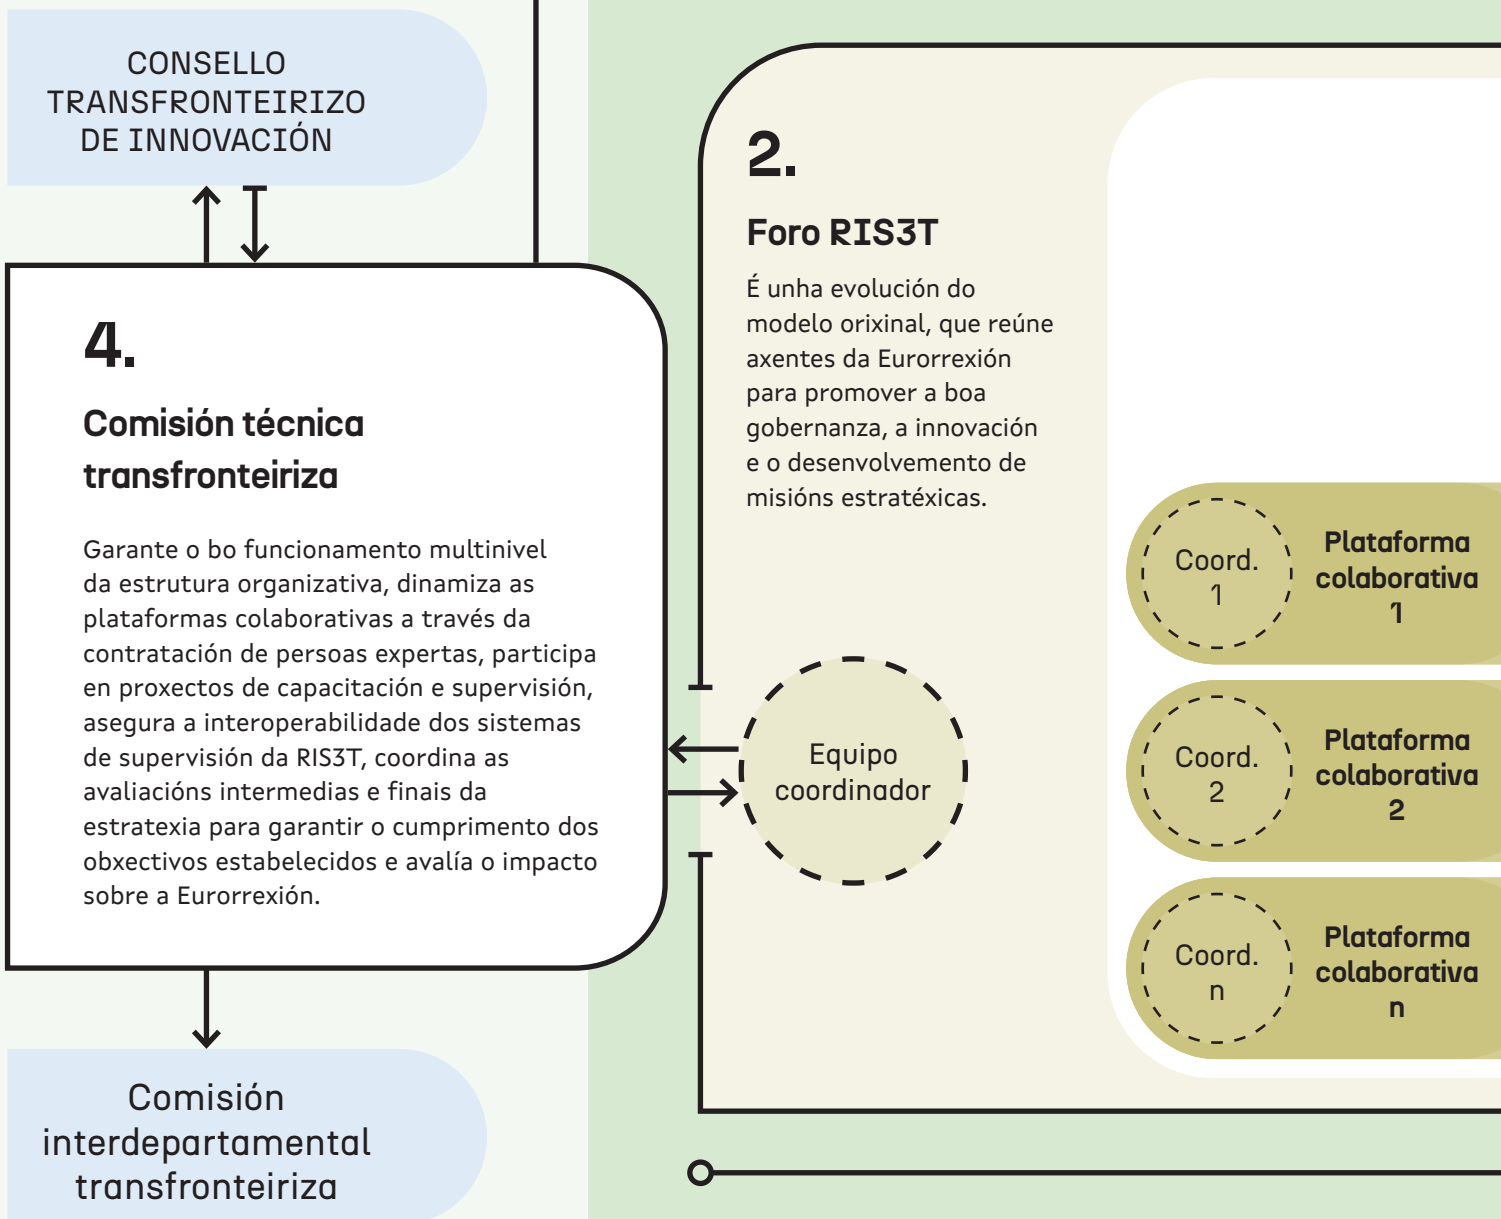 CONSELLO
TRANSFRONTEIRIZO
DE INNOVACIÓN
4.
Comisión técnica
transfronteiriza
Garante o bo funcionamento multinivel
da estrutura organizativa, dinamiza as
plataformas colaborativas a través da
contratación de persoas expertas, participa
en proxectos de capacitación e supervisión,
asegura a interoperabilidade dos sistemas
de supervisión da RIS3T, coordina as
avaliacións intermedias e finais da
estratexia para garantir o cumprimento dos
obxectivos estabelecidos e avalía o impacto
sobre a Eurorrexión.
Comisión
interdepartamental
transfronteiriza
2.
Foro RIS3T
É unha evolución do
modelo orixinal, que reúne
axentes da Eurorrexión
para promover a boa
gobernanza, a innovación
e o desenvolvemento de
misións estratéxicas.
Equipo
coordinador
Coord.
1
Plataforma
colaborativa
1
Coord.
2
Plataforma
colaborativa
2
Coord.
n
Plataforma
colaborativa
n